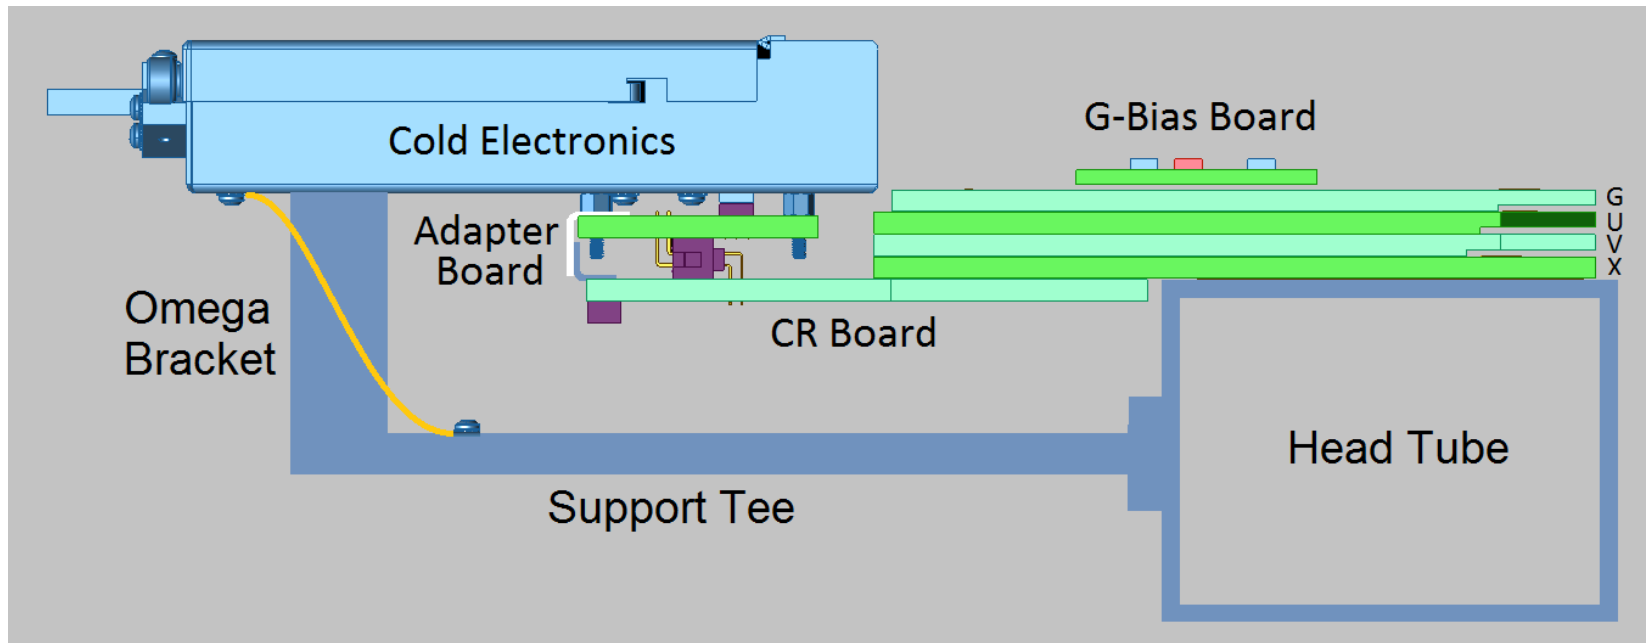 Cold Electronics
G-Bias Board
G
U
V
X
Adapter
Board
Omega
Bracket
CR Board
Head Tube
Support Tee